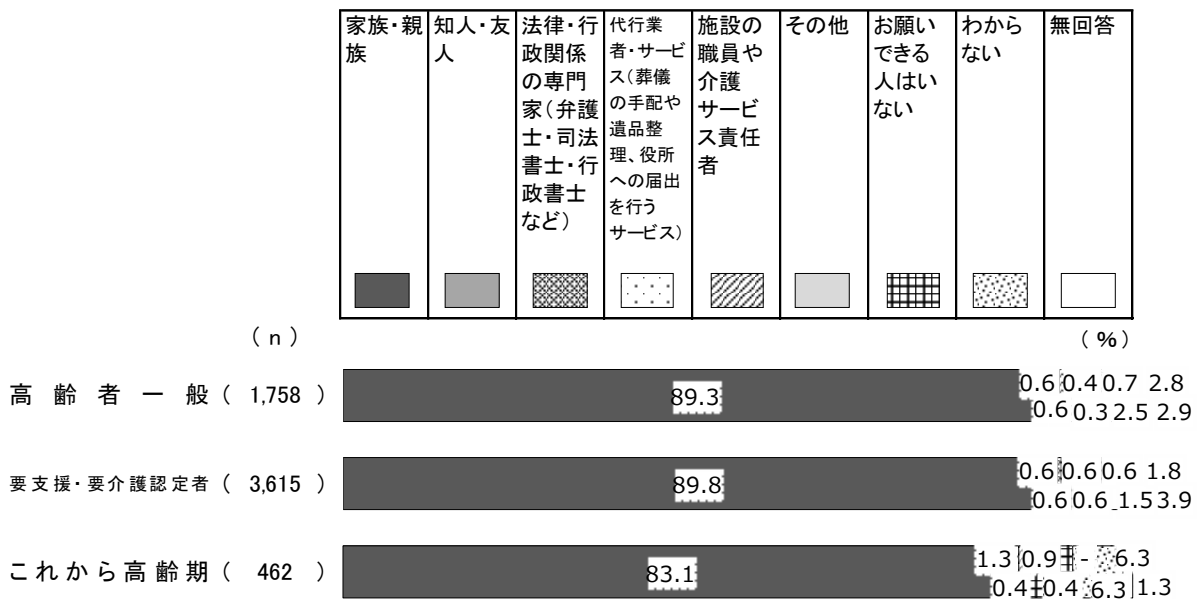 家族・親
族
知人・友
人
法律・行
政関係
の専門
家（弁護
士・司法
書士・行
政書士
など）
代行業
者・サービ
ス（葬儀
の手配や
遺品整
理、役所
への届出
を行う
サービス）
施設の
職員や
介護
サービ
ス責任
者
その他
お願い
できる
人はい
ない
わから
ない
無回答
（ｎ）
（％）
高齢者一般（ 1,758 ）
89.3
0.6 0.4 0.7 2.8
0.6 0.3 2.5 2.9
要支援・要介護認定者（ 3,615 ）
89.8
0.6 0.6 0.6 1.8
0.6 0.6 1.5 3.9
これから高齢期（ 462 ）
83.1
1.3 0.9 - 6.3
0.4 0.4 6.3 1.3